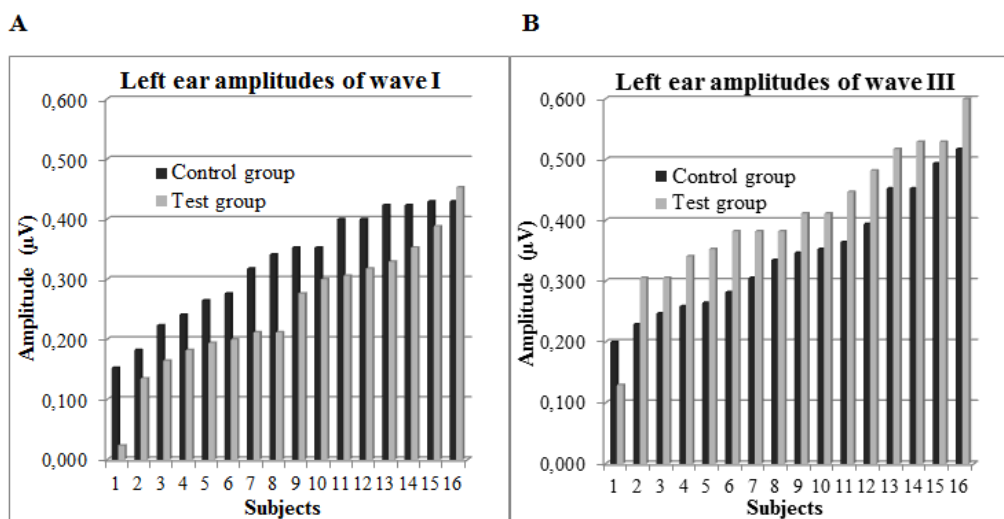 A
Left ear amplitudes of wave I
0,600
0,500
0,400
0,300
0,200
0,100
0,000
Amplitude (µV)
Control group
Test group
1 2 3 4 5 6 7 8 9 10 11 12 13 14 15 16
Subjects
B
Left ear amplitudes of wave III
0,600
0,500
0,400
0,300
0,200
0,100
0,000
Amplitude (µV)
Control group
Test group
1 2 3 4 5 6 7 8 9 10 11 12 13 14 15 16
Subjects